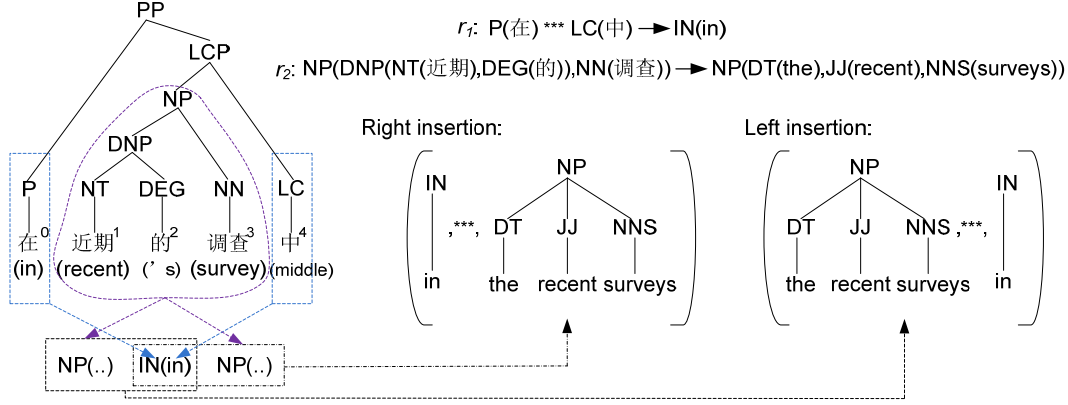 PP
r1: P(在) *** LC(中) → IN(in)
LCP
r2: NP(DNP(NT(近期),DEG(的)),NN(调查)) → NP(DT(the),JJ(recent),NNS(surveys))
NP
Right insertion:
Left insertion:
DNP
P NT DEG NN LC
在0 近期1 的2 调查3 中4
(in) (recent) (’s) (survey) (middle)
NP
IN
,***, DT JJ NNS
in the recent surveys
NP
IN
DT JJ NNS ,***,
the recent surveys in
NP(..) IN(in) NP(..)